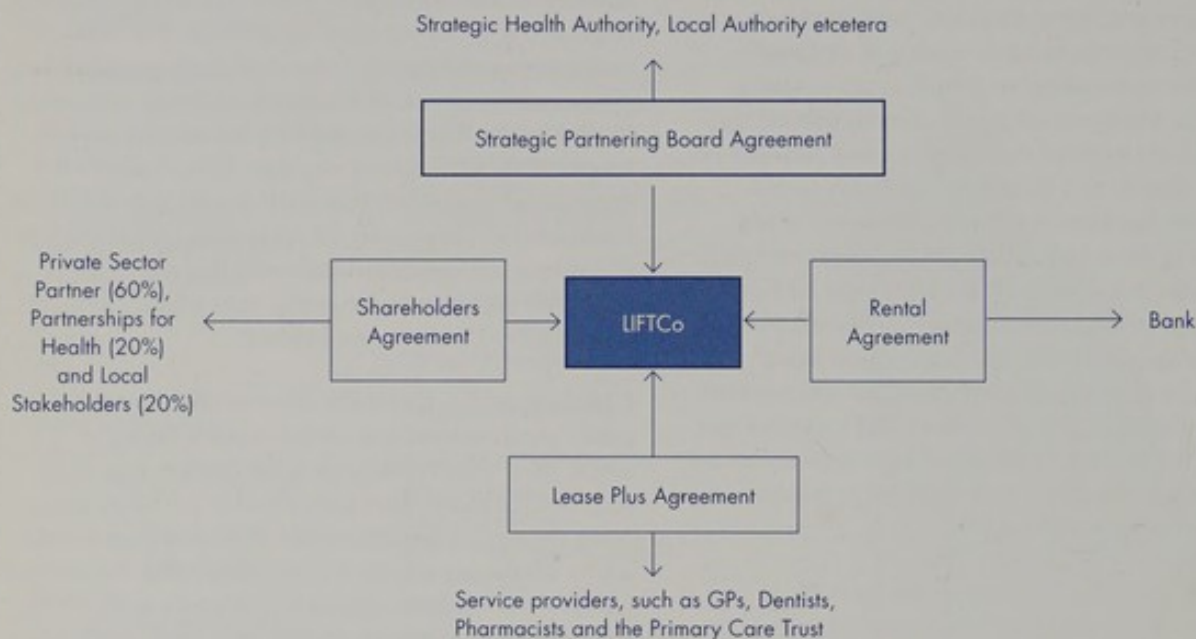 Strategic Health Authority, Local Authority etcetera
Strategic Partnering Board Agreement
Private Sector
Partner (60%),
Partnerships for
Health (20%)
and Local
Stakeholders (20%)
Shareholders
Agreement
LIFTCo
Rental
Agreement
Bank
Lease Plus Agreement
Service providers, such as GPs, Dentists,
Pharmacists and the Primary Care Trust